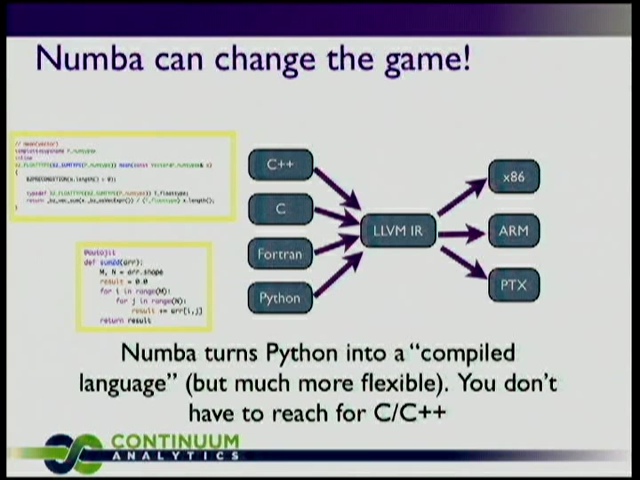 Numba can change the game!
// mean(vector)
{
}
@autojit
def sum2d(arr):
M, N = arr.shape
result = 0.0
for i in range(M):
for j in range(N):
result += arr[i,j]
return result
C++
C
Fortran
Python
LLVM IR
x86
ARM
PTX
Numba turns Python into a “compiled
language” (but much more flexible). You don’t
have to reach for C/C++
CONTINUUM
ANALYTICS